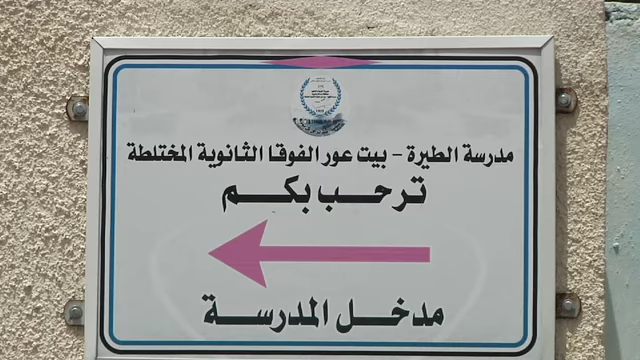 مدرسة الطيرة - بيت عور الفوقا الثانوية المختلطة
ترحب بكم
مدخل المدرسة